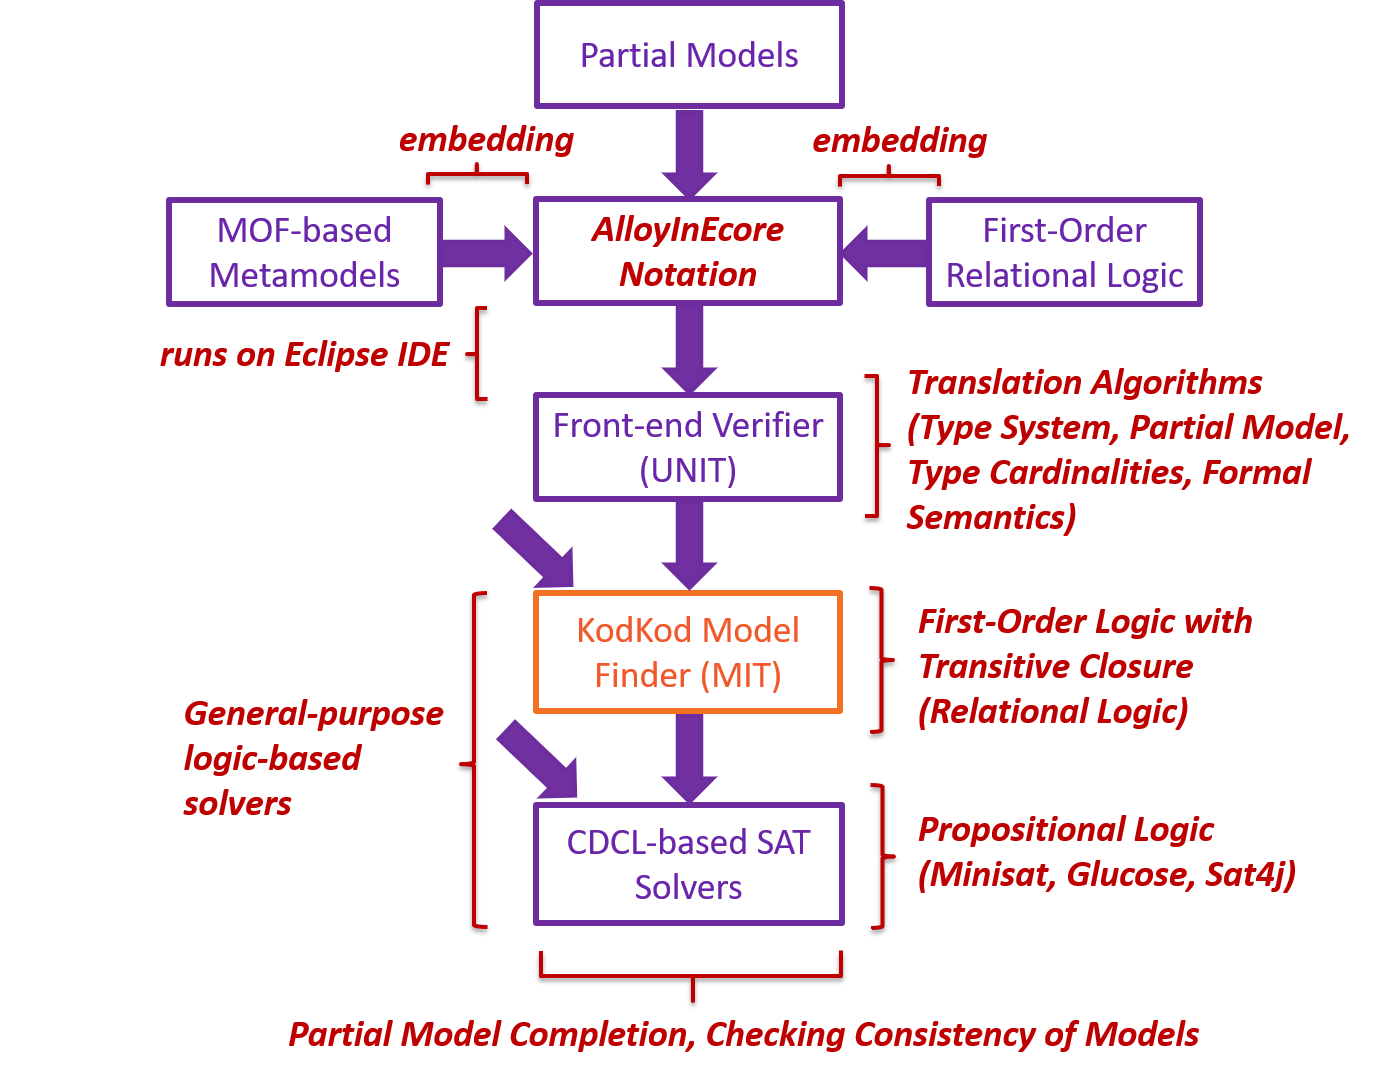 Partial Models
embedding
embedding
MOF-based
Metamodels
AlloyInEcore
Notation
First-Order
Relational Logic
runs on Eclipse IDE
Front-end Verifier
(UNIT)
Translation Algorithms
(Type System, Partial Model,
Type Cardinalities, Formal
Semantics)
KodKod Model
Finder (MIT)
First-Order Logic with
Transitive Closure
(Relational Logic)
General-purpose
logic-based
solvers
CDCL-based SAT
Solvers
Propositional Logic
(Minisat, Glucose, Sat4j)
Partial Model Completion, Checking Consistency of Models